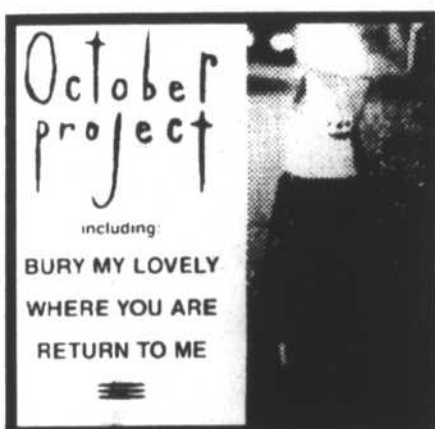 October
project
including:
BURY MY LOVELY
WHERE YOU ARE
RETURN TO ME